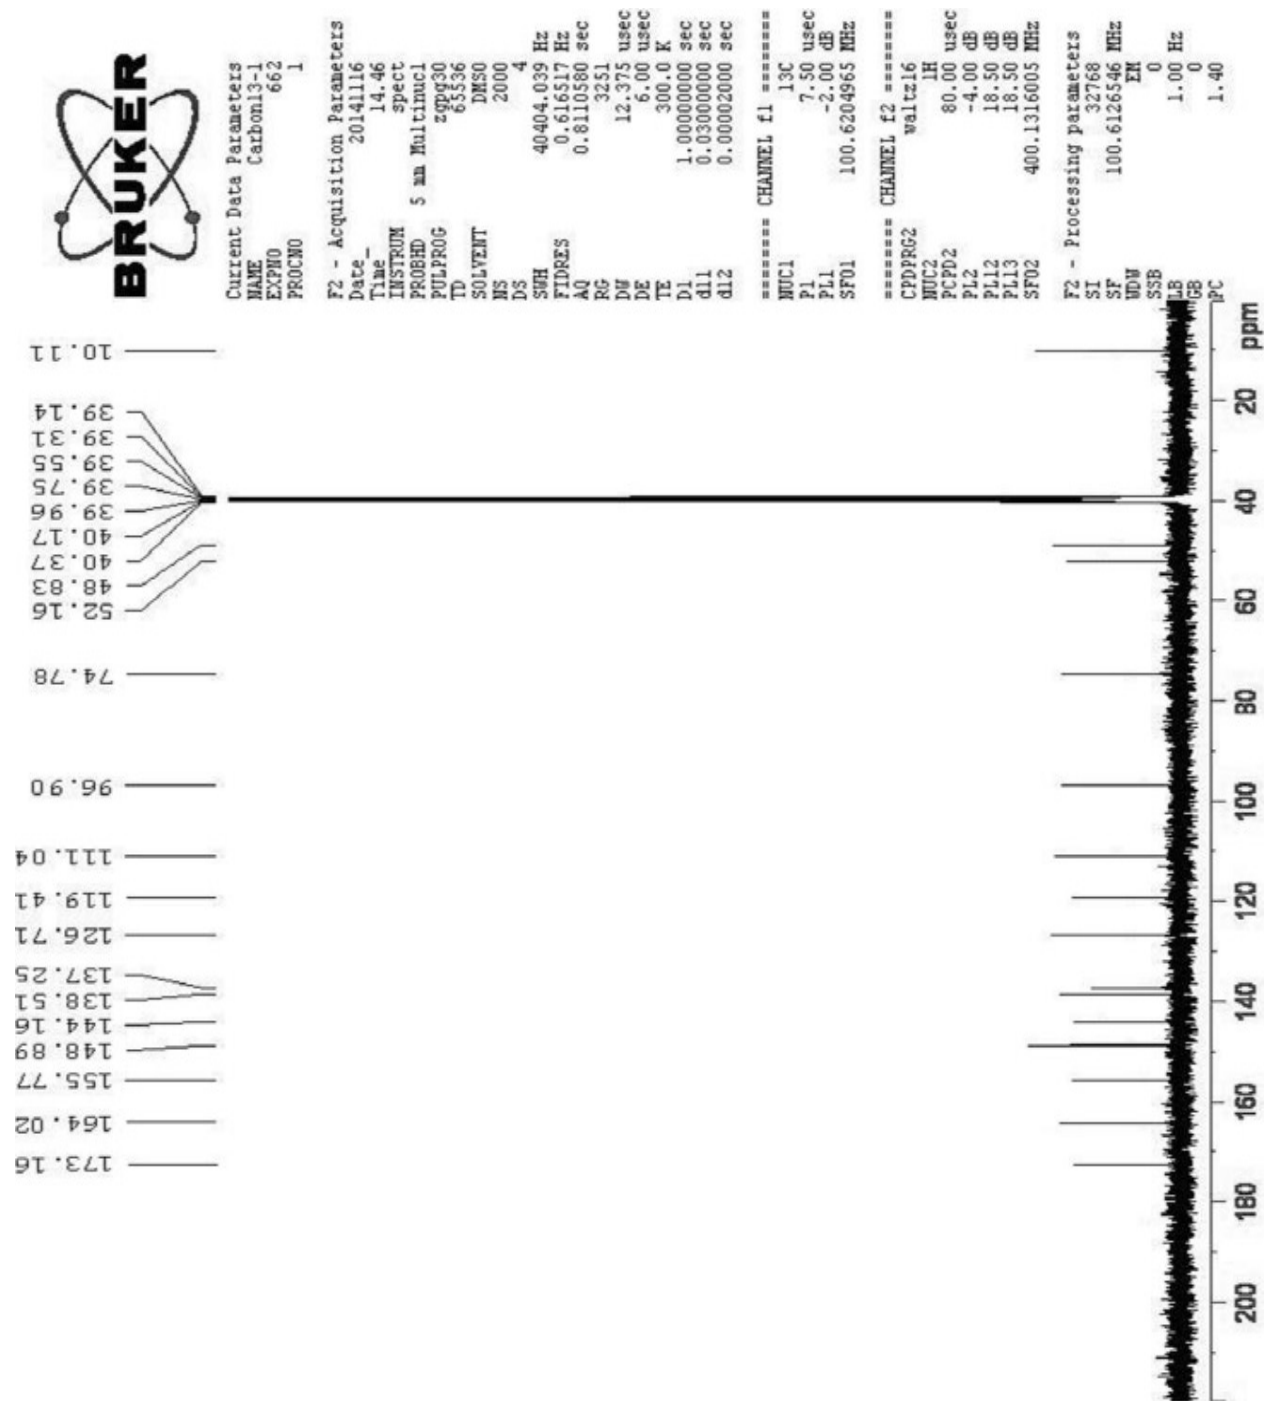 BRUKER
Current Data Parameters
NAME Carbon13-1
EXPNO 662
PROCNO 1
F2 - Acquisition Parameters
Date_ 20141116
Time 14.46
INSTRUM spect
PROBHD 5 mm Multinucl
PULPROG zgpg30
TD 65536
SOLVENT DMSO
NS 2000
DS 4
SWH 40404.039 Hz
FIDRES 0.616517 Hz
AQ 0.8110580 sec
RG 3251
DW 12.375 usec
DE 6.00 usec
TE 300.0 K
D1 1.00000000 sec
d11 0.03000000 sec
d12 0.00002000 sec
======== CHANNEL f1 ========
NUC1 13C
P1 7.50 usec
PL1 -2.00 dB
SFO1 100.6204965 MHz
======== CHANNEL f2 ========
CPDPRG2 waltz16
NUC2 1H
PCPD2 80.00 usec
PL2 -4.00 dB
PL12 18.50 dB
PL13 18.50 dB
SFO2 400.1316005 MHz
F2 - Processing parameters
SI 32768
SF 100.6126546 MHz
WDW EM
SSB 0
LB 1.00 Hz
GB 0
PC 1.40
10.11
39.14
39.31
39.55
39.75
39.96
40.17
40.37
48.83
52.16
74.78
96.90
111.04
119.41
126.71
137.25
138.51
144.16
148.89
155.77
164.02
173.16
ppm
20
40
60
80
100
120
140
160
180
200